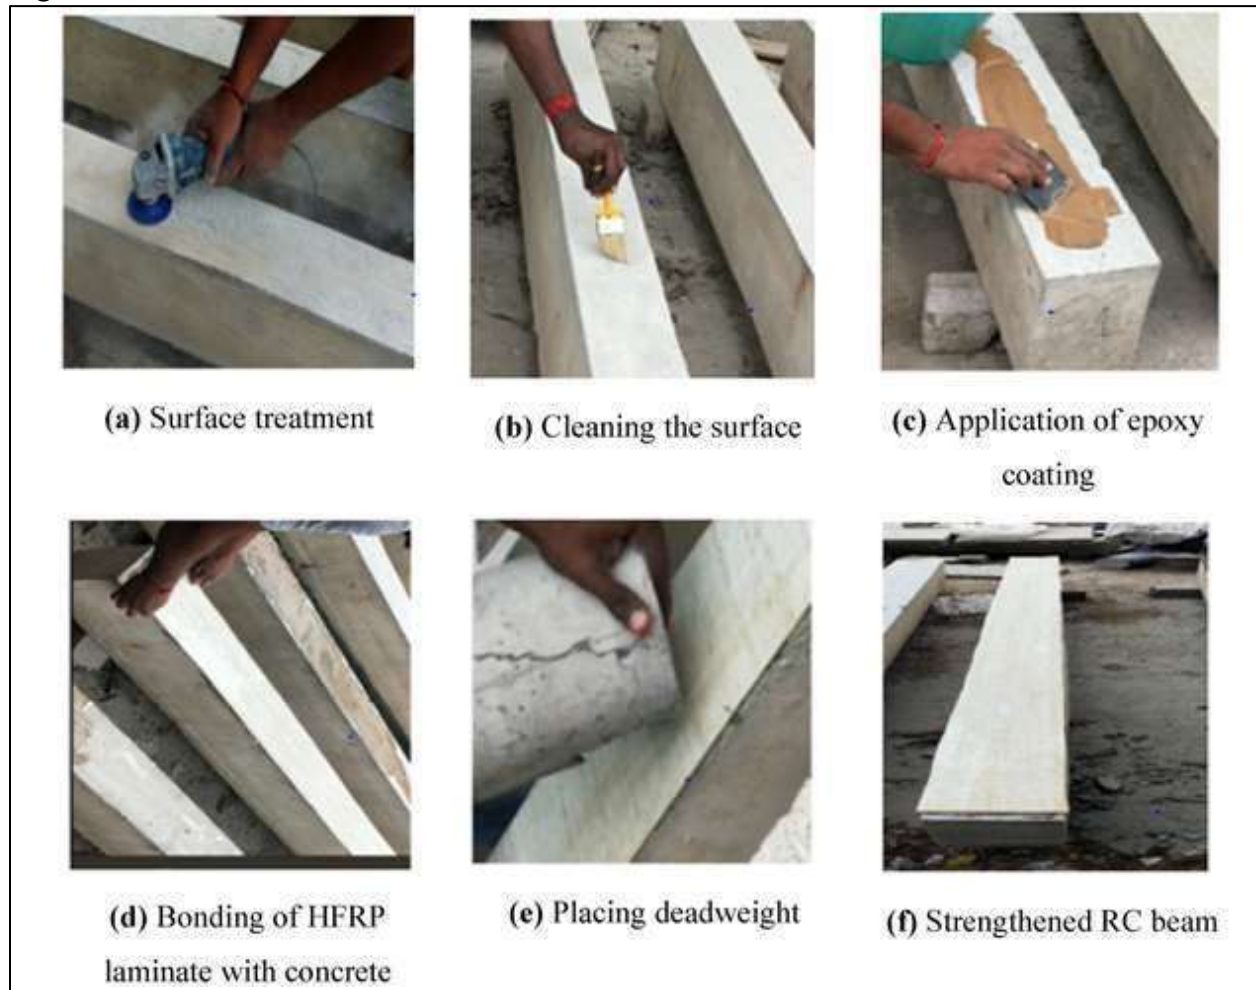 (a) Surface treatment
(b) Cleaning the surface
(c) Application of epoxy
coating
(d) Bonding of HFRP
laminate with concrete
(e) Placing deadweight
(f) Strengthened RC beam